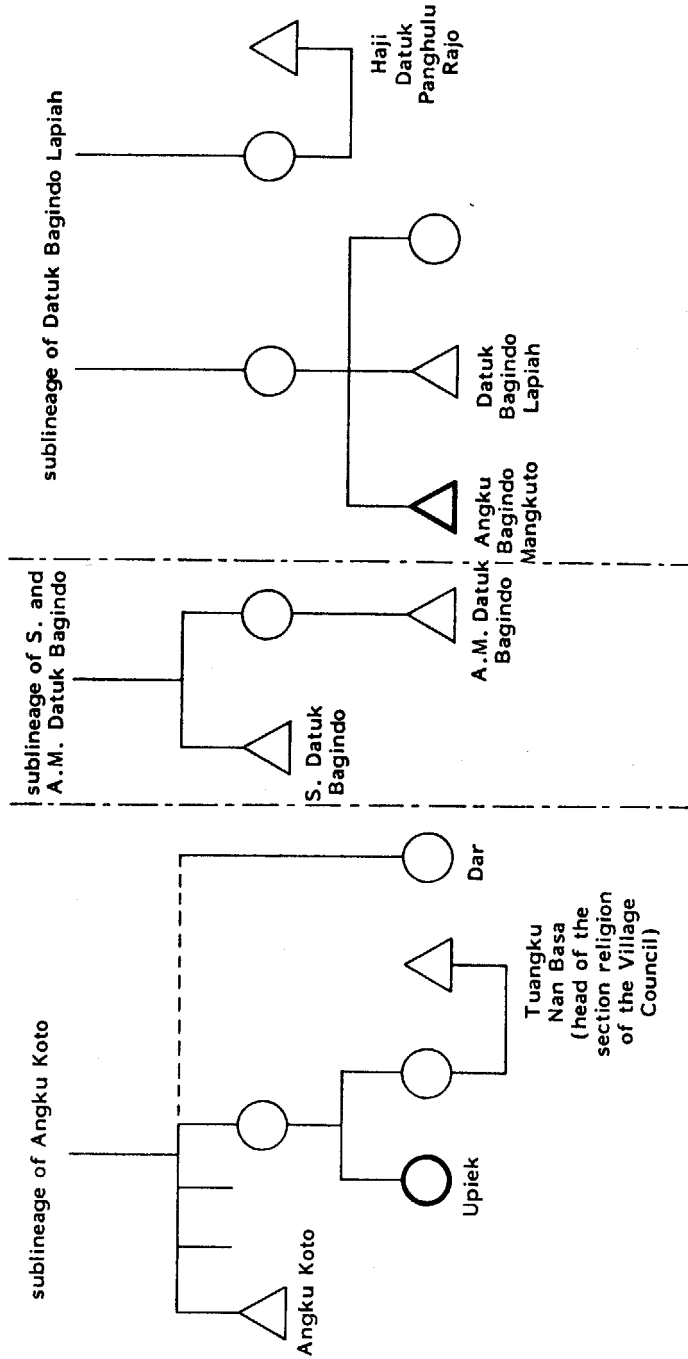 sublineage of Angku Koto
Angku Koto
Upiek
Tuangku
Nan Basa
(head of the
section religion
of the Village
Council)
Dar
sublineage of S. and
A.M. Datuk Bagindo
S. Datuk
Bagindo
A.M. Datuk
Bagindo
sublineage of Datuk Bagindo Lapiah
Angku
Bagindo
Mangkuto
Datuk
Bagindo
Lapiah
Haji
Datuk
Panghulu
Rajo